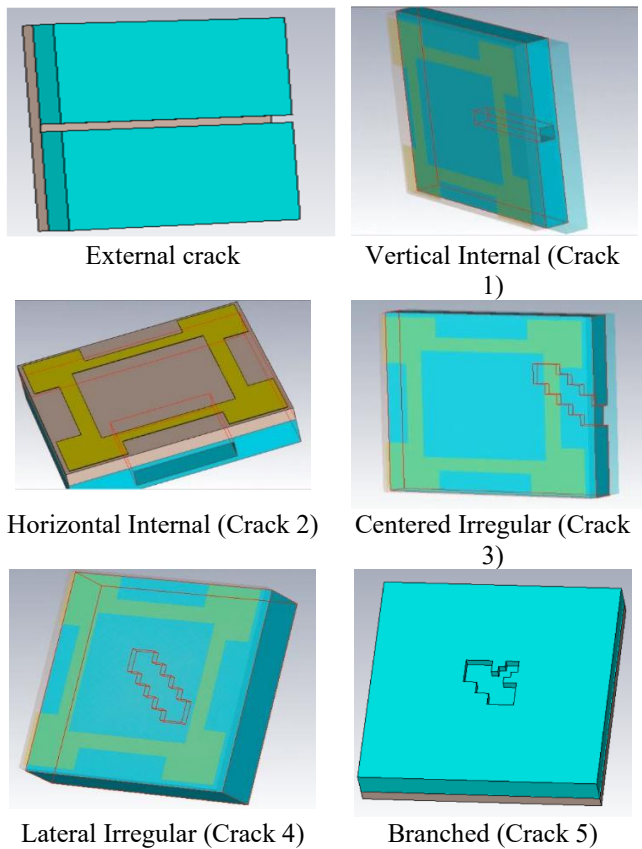 External crack
Vertical Internal (Crack
1)
Horizontal Internal (Crack 2)
Centered Irregular (Crack
3)
Lateral Irregular (Crack 4)
Branched (Crack 5)